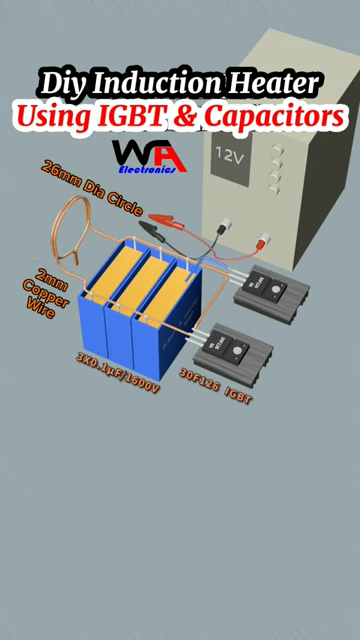 Diy Induction Heater
Using IGBT & Capacitors
WA
Electronics
12V
26mm Dia Circle
2mm
Copper
Wire
3X0.1µF/1600V
30F126 IGBT